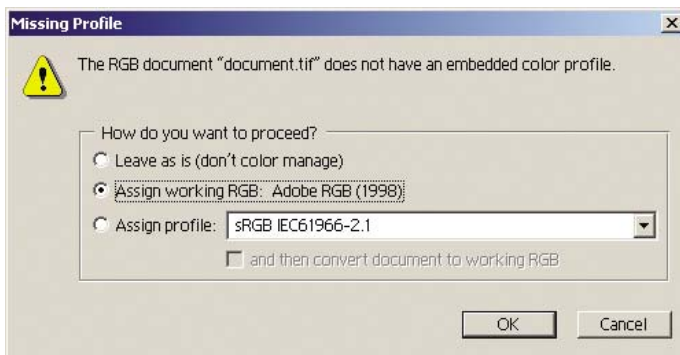 Missing Profile
The RGB document “document.tif” does not have an embedded color profile.
How do you want to proceed?
Leave as is (don't color manage)
Assign working RGB: Adobe RGB (1998)
Assign profile: sRGB IEC61966-2.1
and then convert document to working RGB
OK Cancel